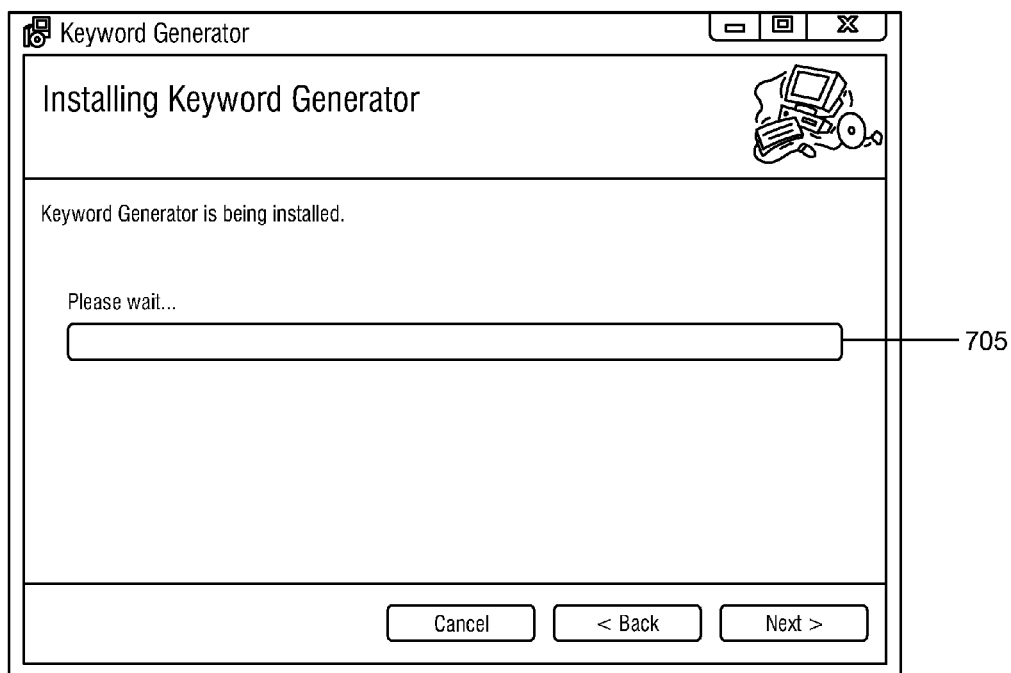 Keyword Generator
Installing Keyword Generator
Keyword Generator is being installed.
Please wait...
705
Cancel
< Back
Next >